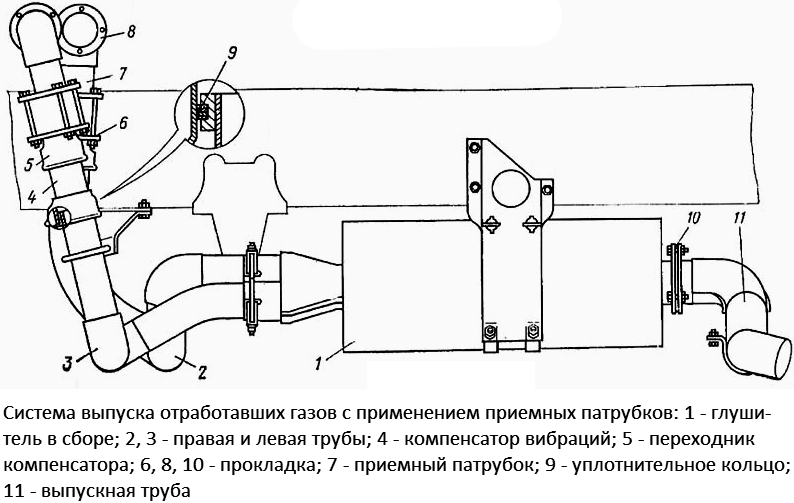 8
7
9
6
5
4
10
11
3
2
1
Система выпуска отработавших газов с применением приемных патрубков: 1 - глуши-
тель в сборе; 2, 3 - правая и левая трубы; 4 - компенсатор вибраций; 5 - переходник
компенсатора; 6, 8, 10 - прокладка; 7 - приемный патрубок; 9 - уплотнительное кольцо;
11 - выпускная труба